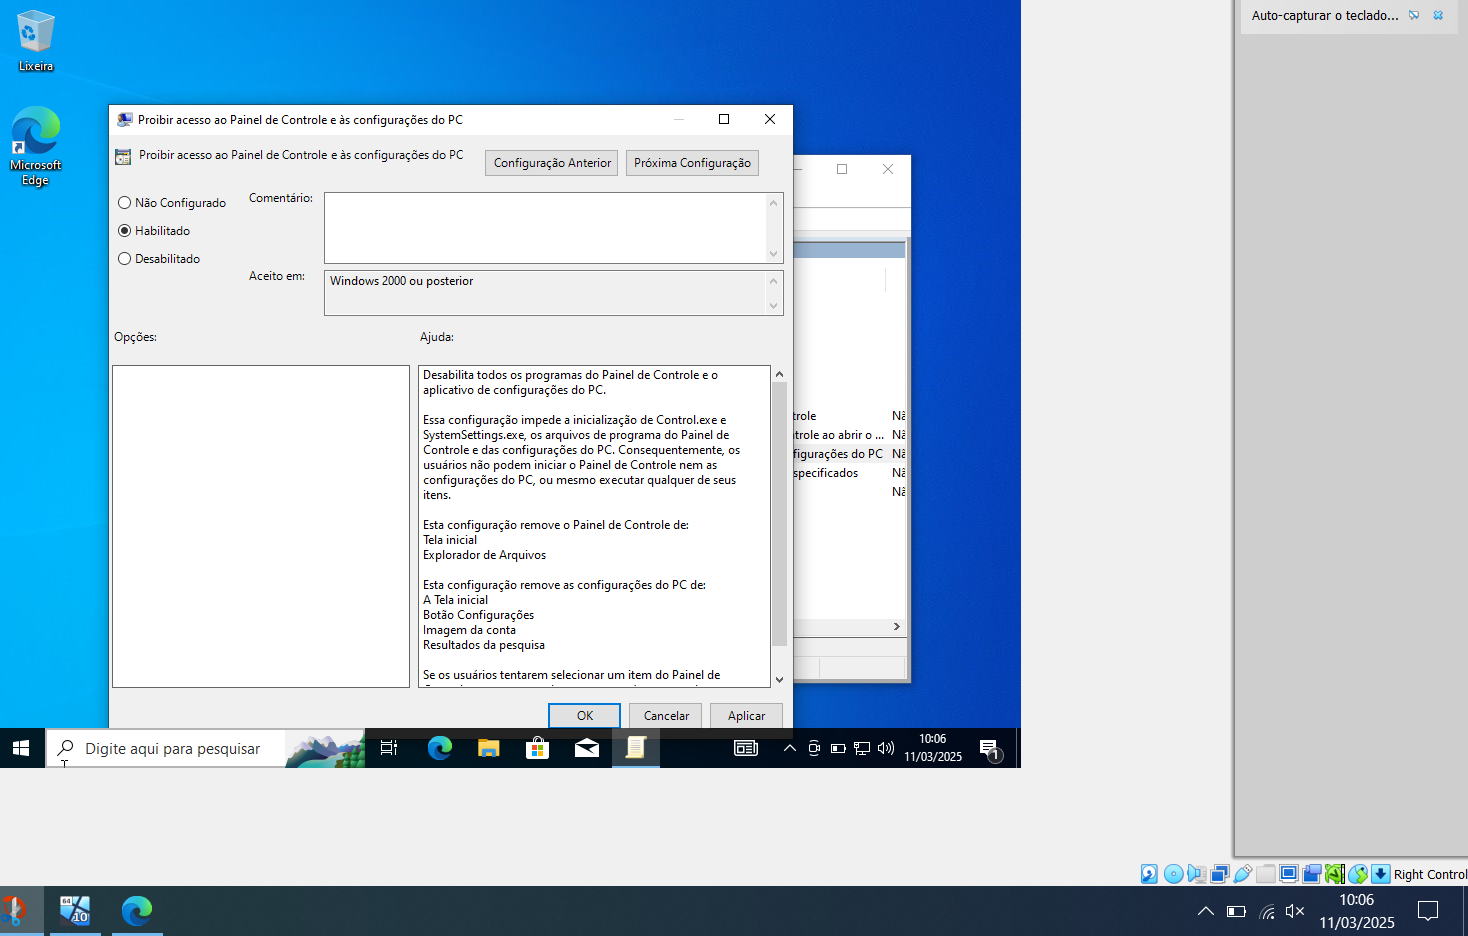 Auto-capturar o teclado...
Lixeira
Microsoft
Edge
Proibir acesso ao Painel de Controle e às configurações do PC
Proibir acesso ao Painel de Controle e às configurações do PC
Configuração Anterior
Próxima Configuração
Não Configurado
Habilitado
Desabilitado
Comentário:
Aceito em:
Windows 2000 ou posterior
Opções:
Ajuda:
Desabilita todos os programas do Painel de Controle e o
aplicativo de configurações do PC.
Essa configuração impede a inicialização de Control.exe e
SystemSettings.exe, os arquivos de programa do Painel de
Controle e das configurações do PC. Consequentemente, os
usuários não podem iniciar o Painel de Controle nem as
configurações do PC, ou mesmo executar qualquer de seus
itens.
Esta configuração remove o Painel de Controle de:
Tela inicial
Explorador de Arquivos
Esta configuração remove as configurações do PC de:
A Tela inicial
Botão Configurações
Imagem da conta
Resultados da pesquisa
Se os usuários tentarem selecionar um item do Painel de
trole Nã
trole ao abrir o ... Nã
figurações do PC Nã
specificados Nã
Nã
OK
Cancelar
Aplicar
Digite aqui para pesquisar
10:06
11/03/2025
1
Right Control
64
10
10:06
11/03/2025